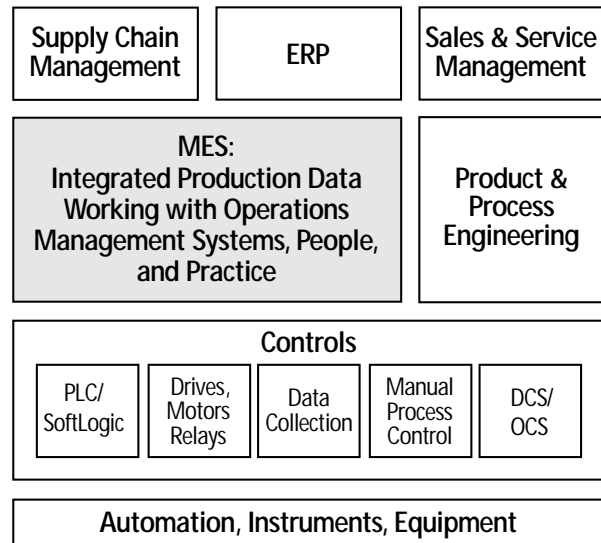 Supply Chain
Management
ERP
Sales & Service
Management
MES:
Integrated Production Data
Working with Operations
Management Systems, People,
and Practice
Product &
Process
Engineering
Controls
PLC/
SoftLogic
Drives,
Motors
Relays
Data
Collection
Manual
Process
Control
DCS/
OCS
Automation, Instruments, Equipment